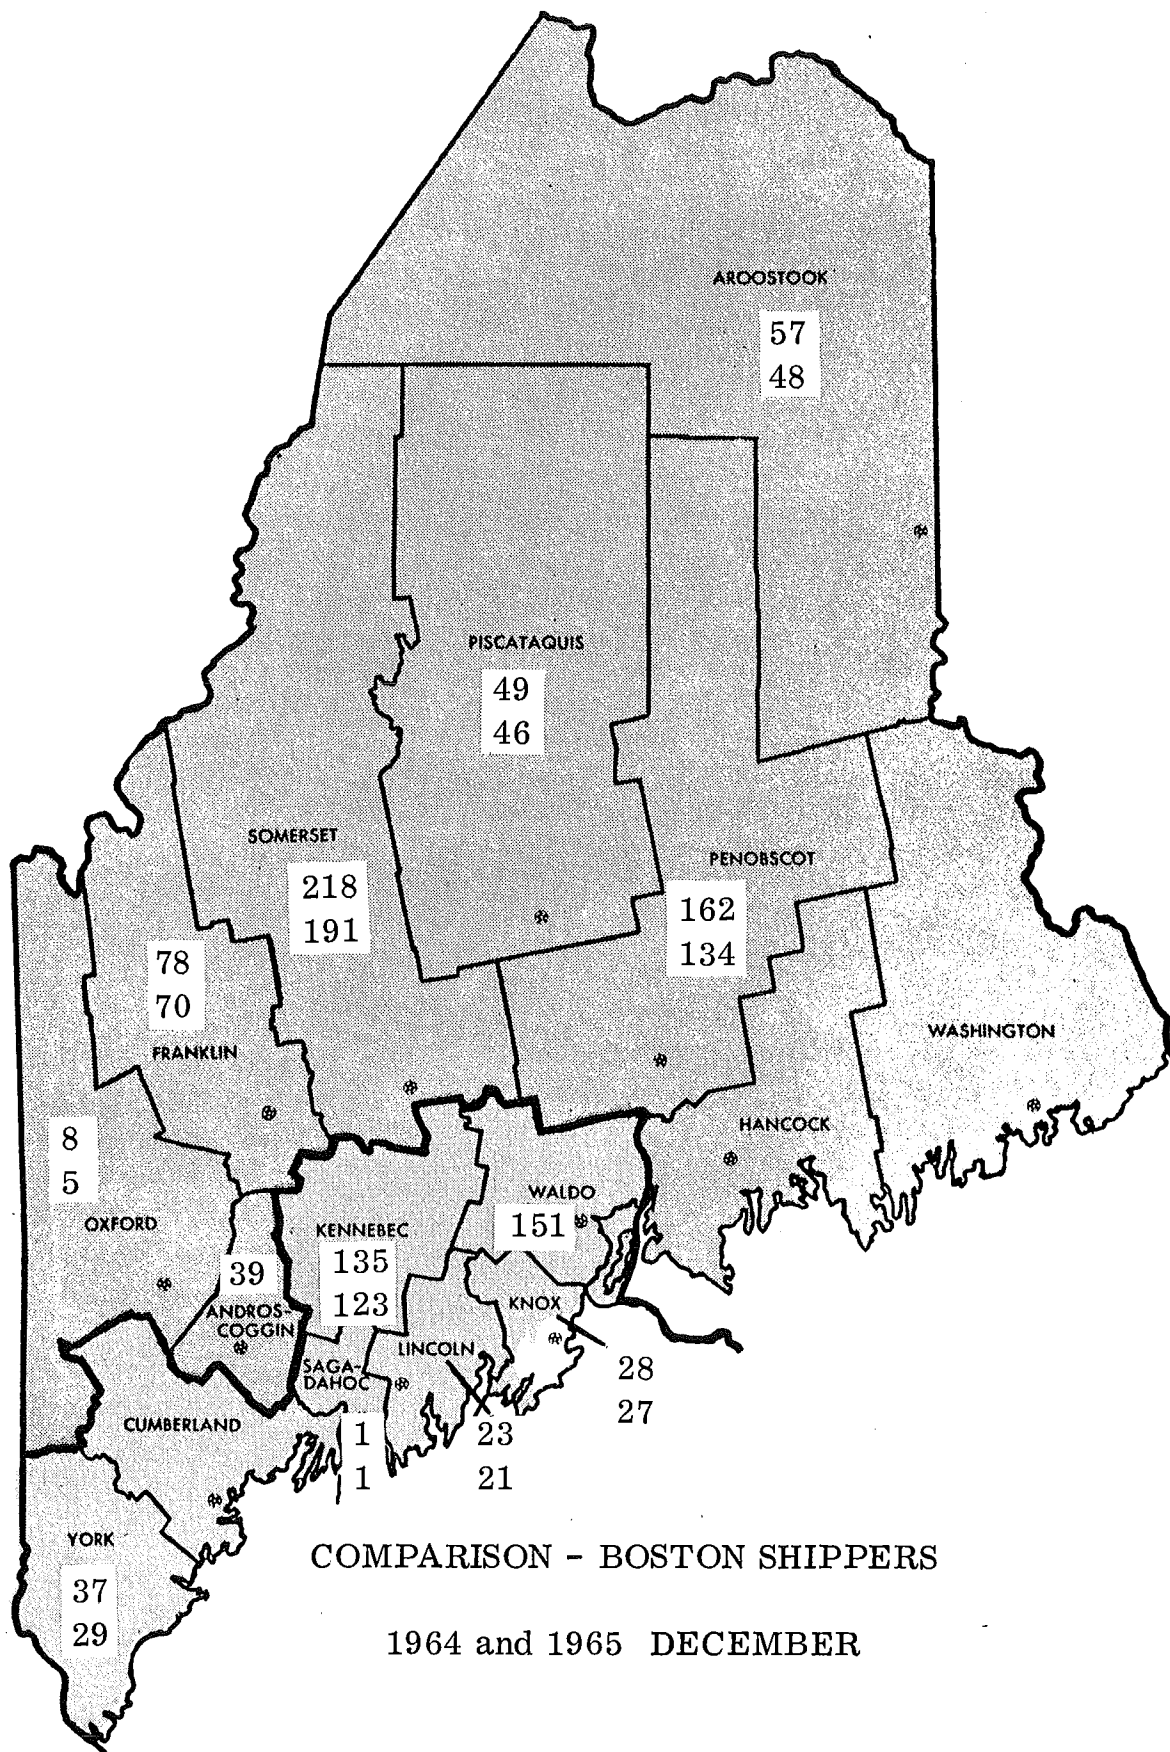 AROOSTOOK
57
48
PISCATAQUIS
49
46
SOMERSET
218
191
PENOBSCOT
162
134
78
70
FRANKLIN
WASHINGTON
HANCOCK
8
5
OXFORD
WALDO
151
KENNEBEC
135
123
39
ANDROS-
COGGIN
KNOX
28
27
LINCOLN
23
21
SAGA-
DAHOC
1
1
CUMBERLAND
YORK
37
29
COMPARISON - BOSTON SHIPPERS
1964 and 1965 DECEMBER